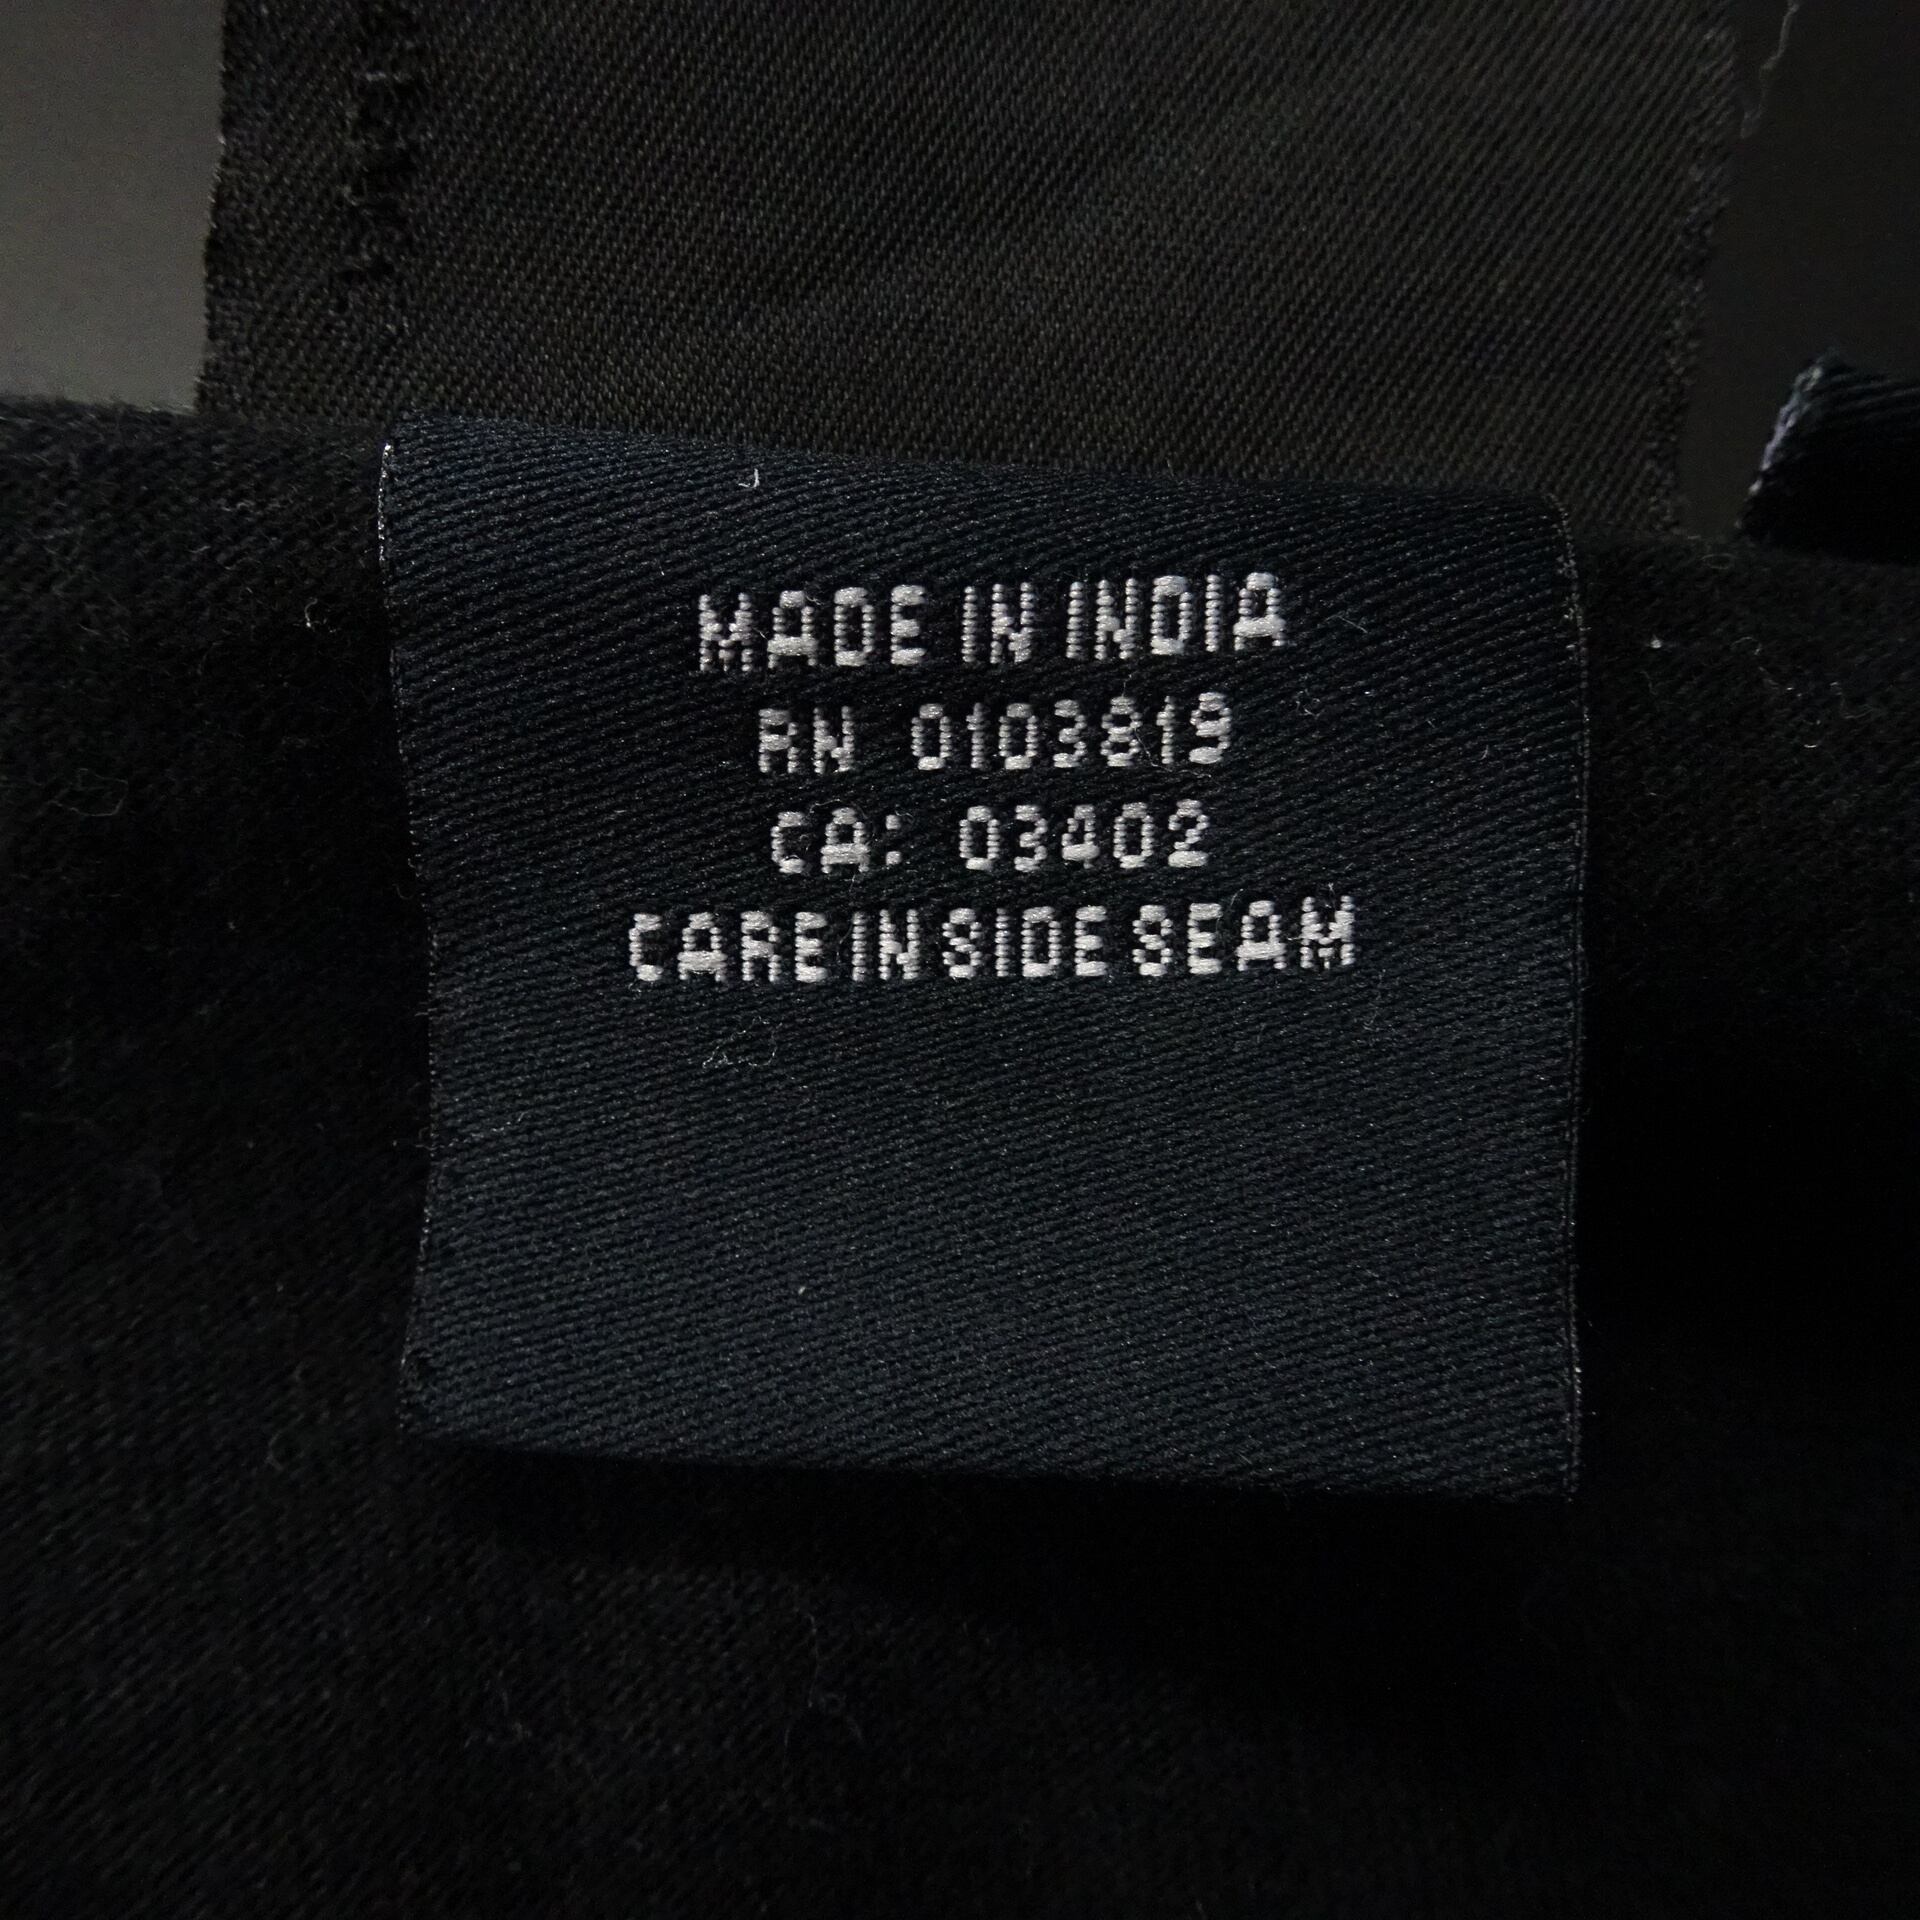 MADE IN INDIA
RN 0103819
CA: 03402
CARE IN SIDE SEAM